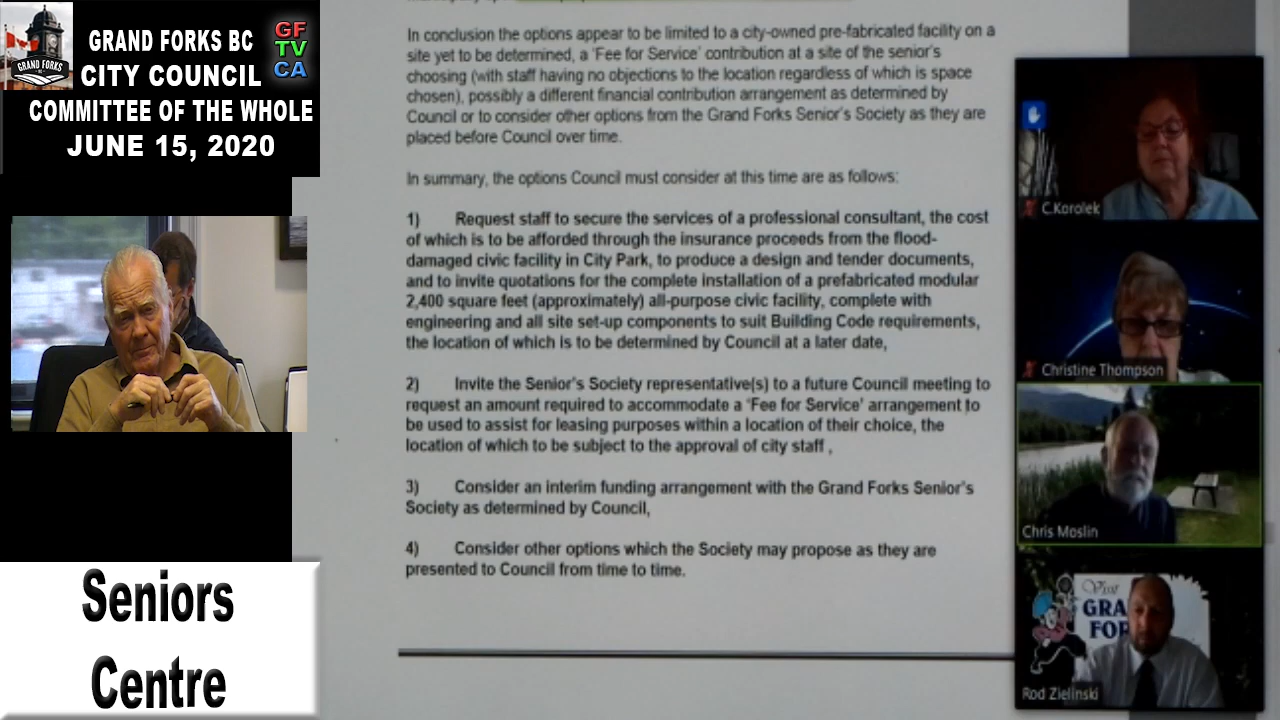 GRAND FORKS BC
CITY COUNCIL
COMMITTEE OF THE WHOLE
JUNE 15, 2020
GF
TV
CA
GRAND FORKS
Seniors
Centre
In conclusion the options appear to be limited to a city-owned pre-fabricated facility on a
site yet to be determined, a 'Fee for Service' contribution at a site of the senior's
choosing (with staff having no objections to the location regardless of which is space
chosen), possibly a different financial contribution arrangement as determined by
Council or to consider other options from the Grand Forks Senior's Society as they are
placed before Council over time.
In summary, the options Council must consider at this time are as follows:
1) Request staff to secure the services of a professional consultant, the cost
of which is to be afforded through the insurance proceeds from the flood-
damaged civic facility in City Park, to produce a design and tender documents,
and to invite quotations for the complete installation of a prefabricated modular
2,400 square feet (approximately) all-purpose civic facility, complete with
engineering and all site set-up components to suit Building Code requirements,
the location of which is to be determined by Council at a later date,
2) Invite the Senior's Society representative(s) to a future Council meeting to
request an amount required to accommodate a 'Fee for Service' arrangement to
be used to assist for leasing purposes within a location of their choice, the
location of which to be subject to the approval of city staff ,
3) Consider an interim funding arrangement with the Grand Forks Senior's
Society as determined by Council,
4) Consider other options which the Society may propose as they are
presented to Council from time to time.
C.Korolek
Christine Thompson
Chris Moslin
Visit
GRA
FOR
Rod Zielinski